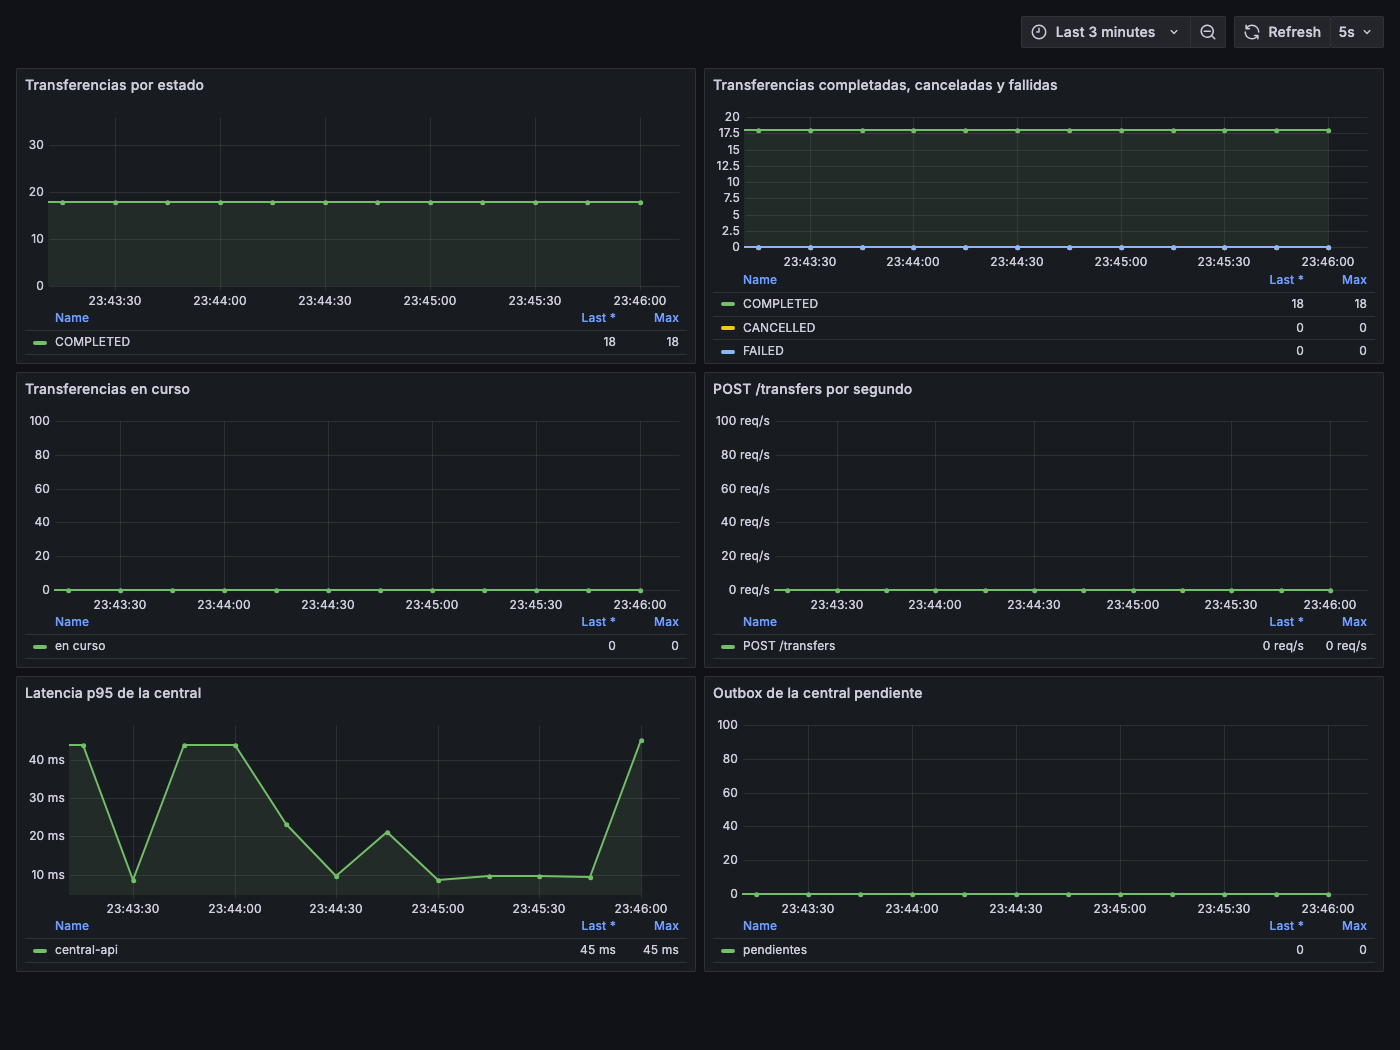 Last 3 minutes
Refresh
5s
Transferencias por estado
30
20
10
0
23:43:30 23:44:00 23:44:30 23:45:00 23:45:30 23:46:00
Name Last * Max
COMPLETED 18 18
Transferencias completadas, canceladas y fallidas
20
17.5
15
12.5
10
7.5
5
2.5
0
23:43:30 23:44:00 23:44:30 23:45:00 23:45:30 23:46:00
Name Last * Max
COMPLETED 18 18
CANCELLED 0 0
FAILED 0 0
Transferencias en curso
100
80
60
40
20
0
23:43:30 23:44:00 23:44:30 23:45:00 23:45:30 23:46:00
Name Last * Max
en curso 0 0
POST /transfers por segundo
100 req/s
80 req/s
60 req/s
40 req/s
20 req/s
0 req/s
23:43:30 23:44:00 23:44:30 23:45:00 23:45:30 23:46:00
Name Last * Max
POST /transfers 0 req/s 0 req/s
Latencia p95 de la central
40 ms
30 ms
20 ms
10 ms
23:43:30 23:44:00 23:44:30 23:45:00 23:45:30 23:46:00
Name Last * Max
central-api 45 ms 45 ms
Outbox de la central pendiente
100
80
60
40
20
0
23:43:30 23:44:00 23:44:30 23:45:00 23:45:30 23:46:00
Name Last * Max
pendientes 0 0